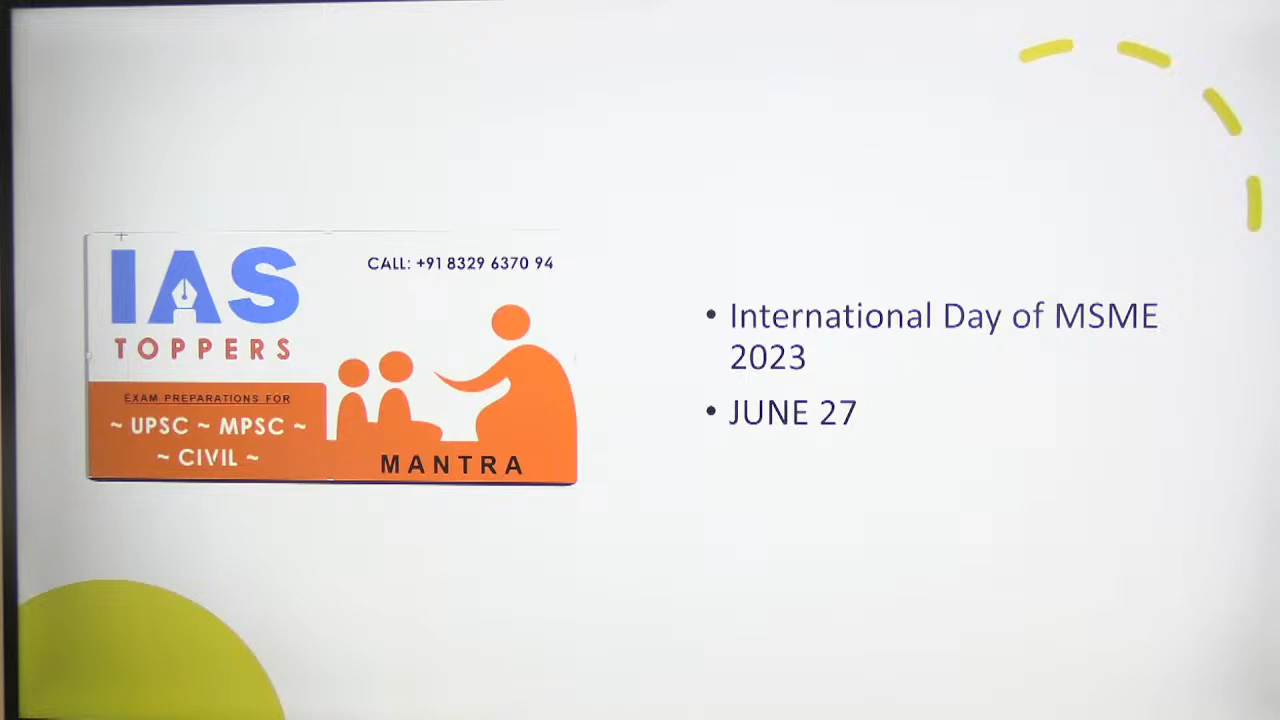 IAS
TOPPERS
CALL: +91 8329 6370 94
EXAM PREPARATIONS FOR
~ UPSC ~ MPSC ~
~ CIVIL ~
MANTRA
• International Day of MSME
2023
• JUNE 27